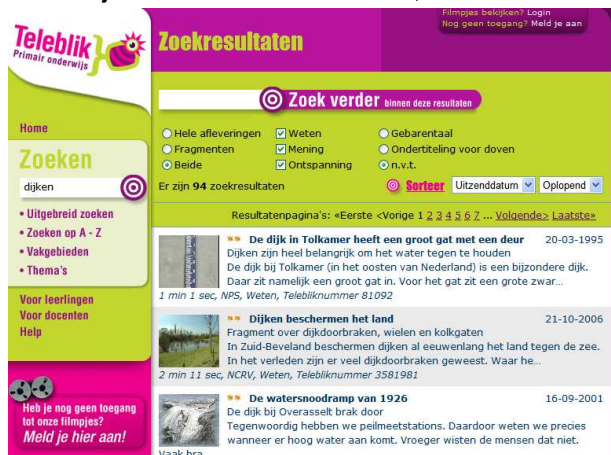 Filmpjes bekijken? Login
Nog geen toegang? Meld je aan
Teleblik
Primair onderwijs
Zoekresultaten
Zoek verder binnen deze resultaten
Home
Zoeken
dijken
• Uitgebreid zoeken
• Zoeken op A - Z
• Vakgebieden
• Thema's
Voor leerlingen
Voor docenten
Help
Heb je nog geen toegang
tot onze filmpjes?
Meld je hier aan!
Hele afleveringen Weten Gebarentaal
Fragmenten Mening Ondertiteling voor doven
Beide Ontspanning n.v.t.
Er zijn 94 zoekresultaten Sorteer Uitzenddatum Oplopend
Resultatenpagina's: «Eerste <Vorige 1 2 3 4 5 6 7 ... Volgende> Laatste»
De dijk in Tolkamer heeft een groot gat met een deur 20-03-1995
Dijken zijn heel belangrijk om het water tegen te houden
De dijk bij Tolkamer (in het oosten van Nederland) is een bijzondere dijk.
Daar zit namelijk een groot gat in. Voor het gat zit een grote zwar...
1 min 1 sec, NPS, Weten, Telebliknummer 81092
Dijken beschermen het land 21-10-2006
Fragment over dijkdoorbraken, wielen en kolkgaten
In Zuid-Beveland beschermen dijken al eeuwenlang het land tegen de zee.
In het verleden zijn er veel dijkdoorbraken geweest. Waar he...
2 min 11 sec, NCRV, Weten, Telebliknummer 3581981
De watersnoodramp van 1926 16-09-2001
De dijk bij Overasselt brak door
Tegenwoordig hebben we peilmeetstations. Daardoor weten we precies
wanneer er hoog water aan komt. Vroeger wisten de mensen dat niet.
Vaak bra...